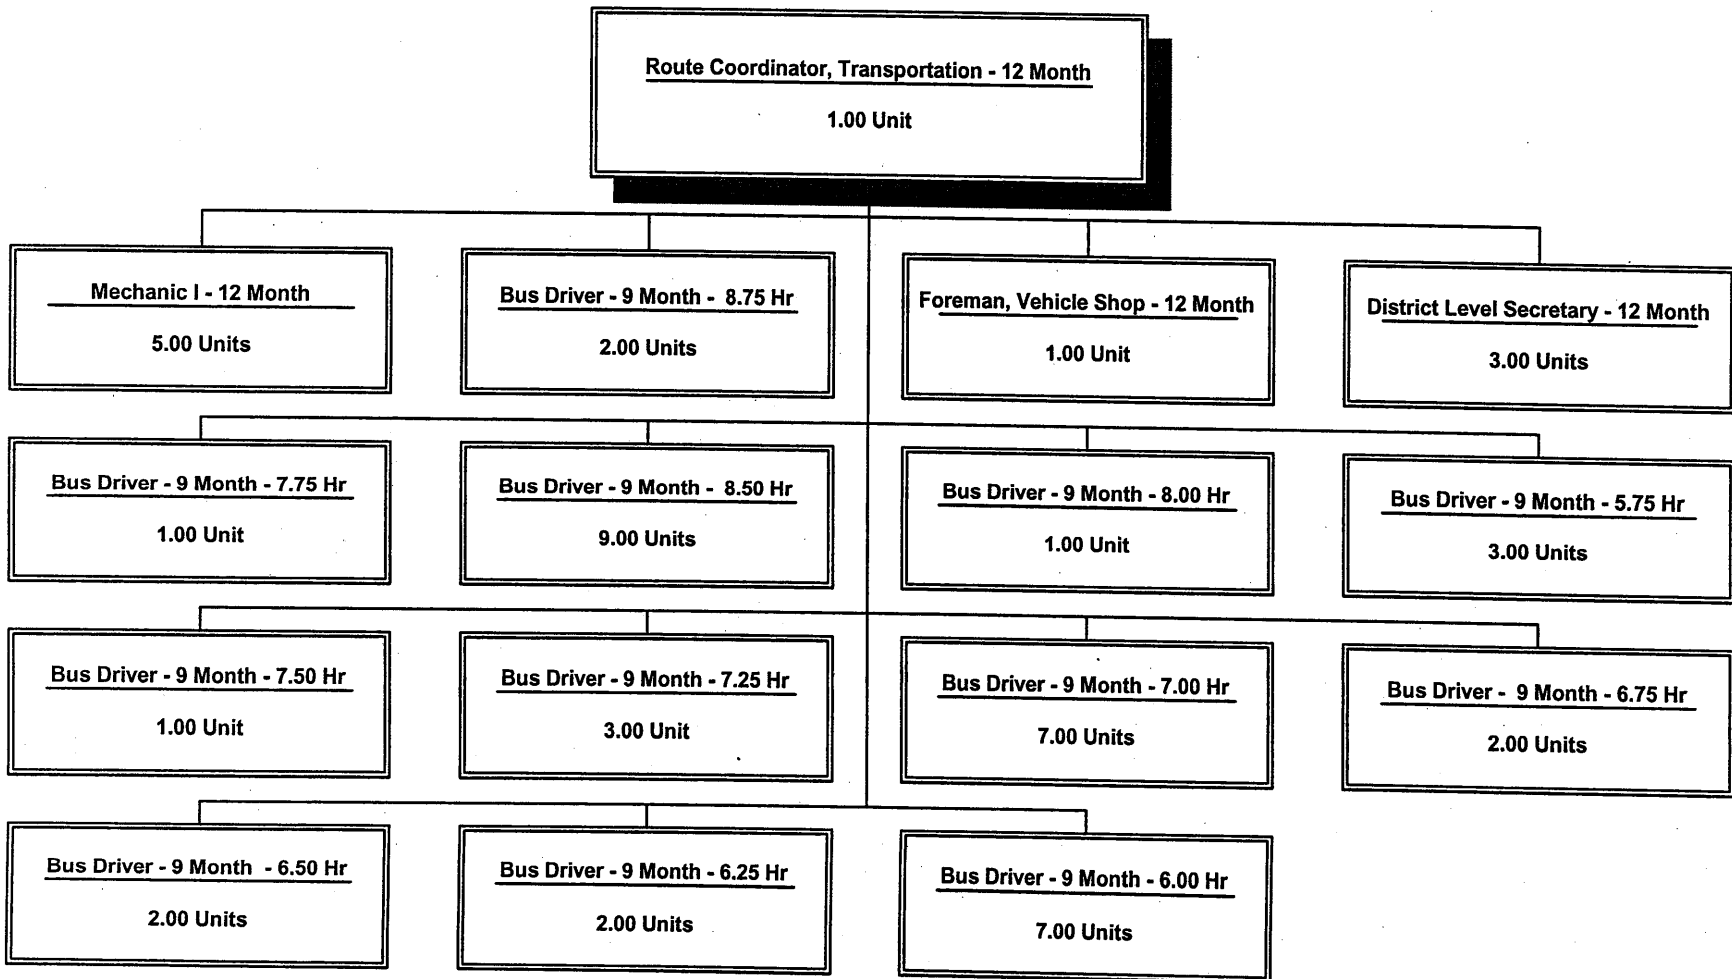 Route Coordinator, Transportation - 12 Month
1.00 Unit
Mechanic I - 12 Month
5.00 Units
Bus Driver - 9 Month - 8.75 Hr
2.00 Units
Foreman, Vehicle Shop - 12 Month
1.00 Unit
District Level Secretary - 12 Month
3.00 Units
Bus Driver - 9 Month - 7.75 Hr
1.00 Unit
Bus Driver - 9 Month - 8.50 Hr
9.00 Units
Bus Driver - 9 Month - 8.00 Hr
1.00 Unit
Bus Driver - 9 Month - 5.75 Hr
3.00 Units
Bus Driver - 9 Month - 7.50 Hr
1.00 Unit
Bus Driver - 9 Month - 7.25 Hr
3.00 Unit
Bus Driver - 9 Month - 7.00 Hr
7.00 Units
Bus Driver - 9 Month - 6.75 Hr
2.00 Units
Bus Driver - 9 Month - 6.50 Hr
2.00 Units
Bus Driver - 9 Month - 6.25 Hr
2.00 Units
Bus Driver - 9 Month - 6.00 Hr
7.00 Units